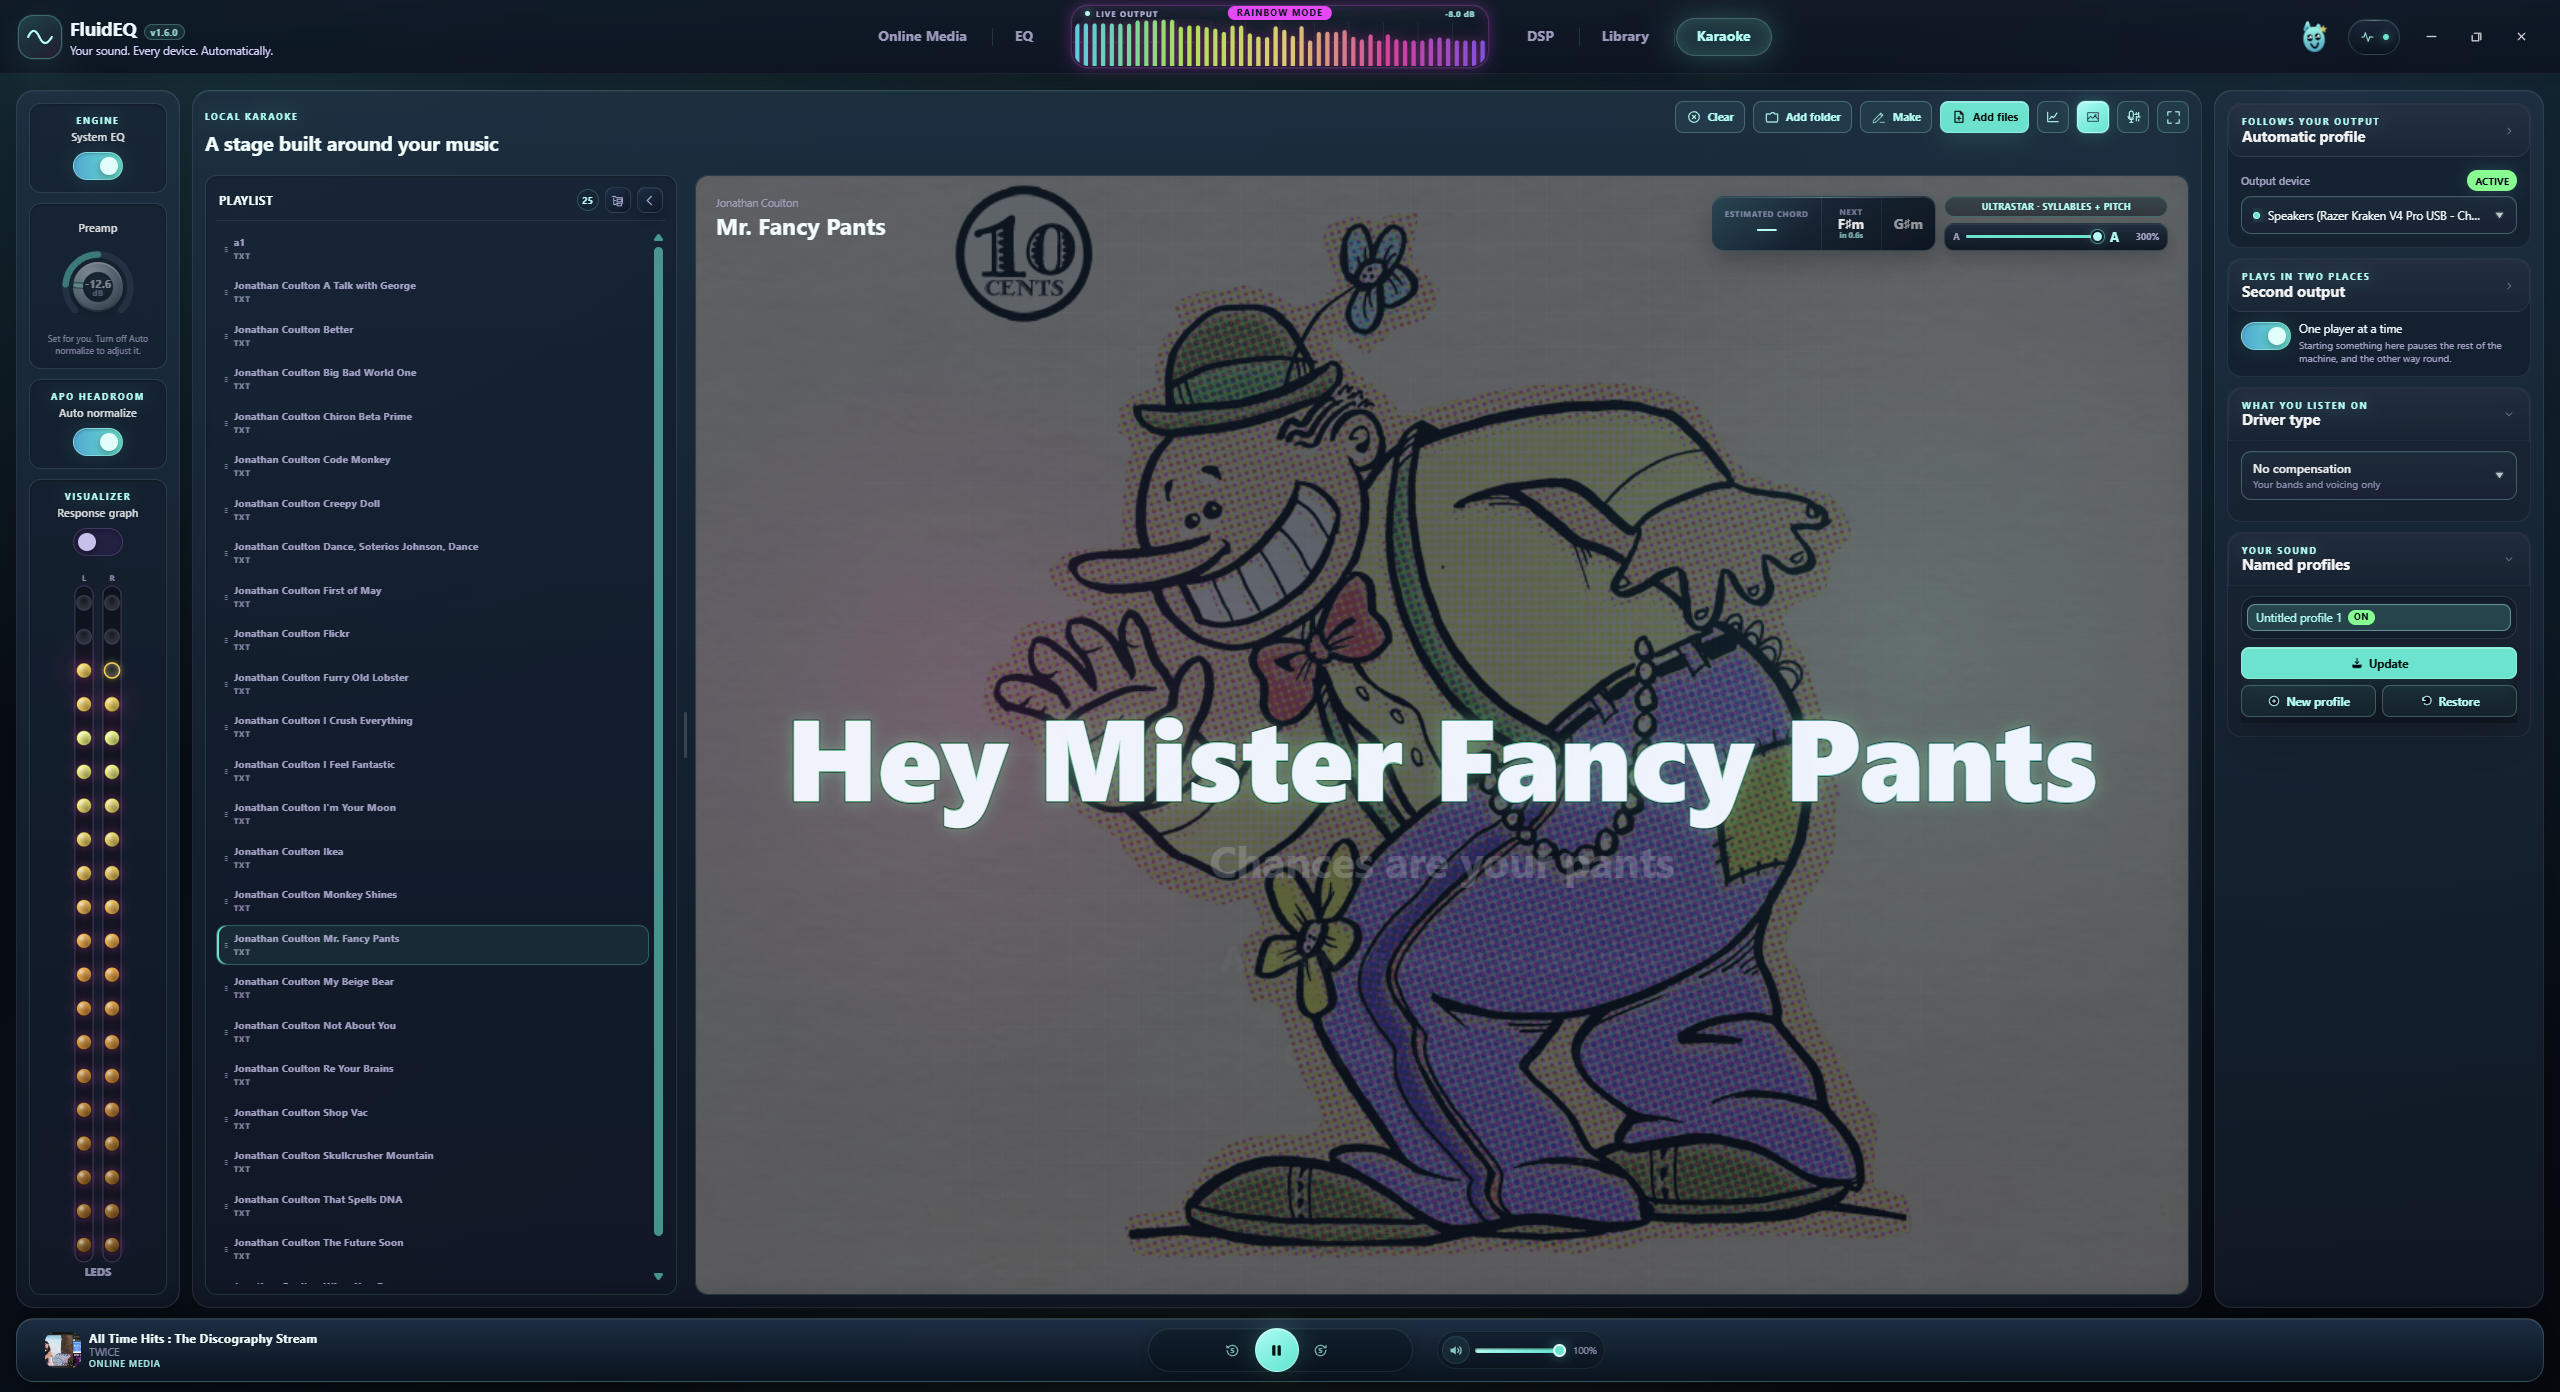 FluidEQ v1.6.0
Your sound. Every device. Automatically.
Online Media
EQ
LIVE OUTPUT
RAINBOW MODE
-8.0 dB
DSP
Library
Karaoke
ENGINE
System EQ
Preamp
-12.6
dB
Set for you. Turn off Auto
normalize to adjust it.
APO HEADROOM
Auto normalize
VISUALIZER
Response graph
L R
LEDS
LOCAL KARAOKE
A stage built around your music
Clear
Add folder
Make
Add files
PLAYLIST
25
a1
TXT
Jonathan Coulton A Talk with George
TXT
Jonathan Coulton Better
TXT
Jonathan Coulton Big Bad World One
TXT
Jonathan Coulton Chiron Beta Prime
TXT
Jonathan Coulton Code Monkey
TXT
Jonathan Coulton Creepy Doll
TXT
Jonathan Coulton Dance, Soterios Johnson, Dance
TXT
Jonathan Coulton First of May
TXT
Jonathan Coulton Flickr
TXT
Jonathan Coulton Furry Old Lobster
TXT
Jonathan Coulton I Crush Everything
TXT
Jonathan Coulton I Feel Fantastic
TXT
Jonathan Coulton I'm Your Moon
TXT
Jonathan Coulton Ikea
TXT
Jonathan Coulton Monkey Shines
TXT
Jonathan Coulton Mr. Fancy Pants
TXT
Jonathan Coulton My Beige Bear
TXT
Jonathan Coulton Not About You
TXT
Jonathan Coulton Re Your Brains
TXT
Jonathan Coulton Shop Vac
TXT
Jonathan Coulton Skullcrusher Mountain
TXT
Jonathan Coulton That Spells DNA
TXT
Jonathan Coulton The Future Soon
TXT
Jonathan Coulton
Mr. Fancy Pants
10
CENTS
ESTIMATED CHORD
—
NEXT
F♯m
in 0.6s
G♯m
ULTRASTAR · SYLLABLES + PITCH
A A 300%
Hey Mister Fancy Pants
Chances are your pants
FOLLOWS YOUR OUTPUT
Automatic profile
Output device
ACTIVE
Speakers (Razer Kraken V4 Pro USB - Ch...
PLAYS IN TWO PLACES
Second output
One player at a time
Starting something here pauses the rest of the
machine, and the other way round.
WHAT YOU LISTEN ON
Driver type
No compensation
Your bands and voicing only
YOUR SOUND
Named profiles
Untitled profile 1 ON
Update
New profile
Restore
All Time Hits : The Discography Stream
TWICE
ONLINE MEDIA
5
5
100%